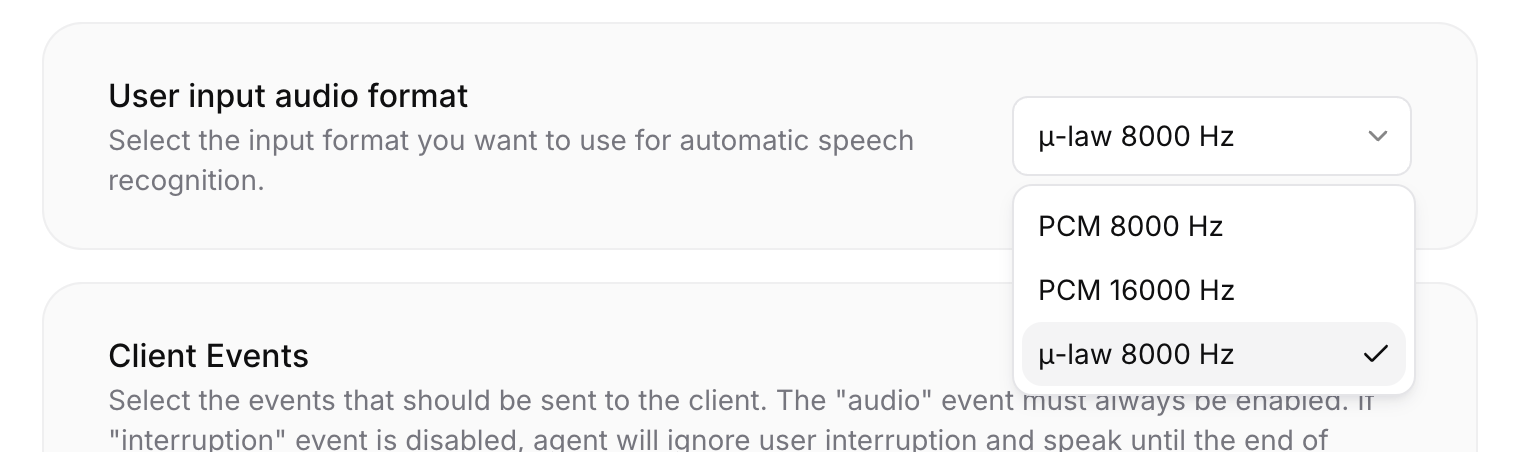 User input audio format
Select the input format you want to use for automatic speech
recognition.
µ-law 8000 Hz
PCM 8000 Hz
PCM 16000 Hz
µ-law 8000 Hz
Client Events
Select the events that should be sent to the client. The "audio" event must always be enabled. If
"interruption" event is disabled, agent will ignore user interruption and speak until the end of